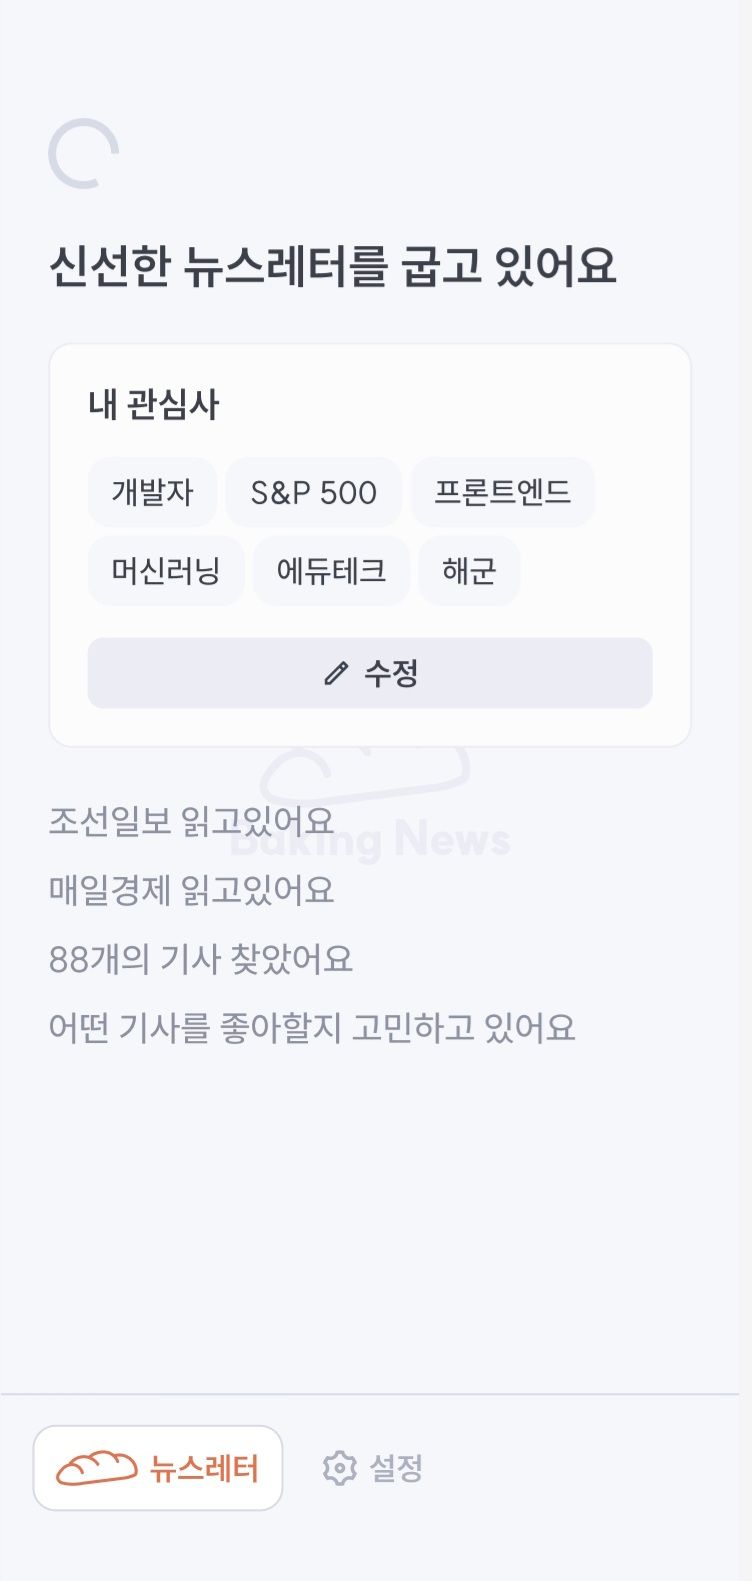 신선한 뉴스레터를 굽고 있어요
내 관심사
개발자 S&P 500 프론트엔드
머신러닝 에듀테크 해군
수정
조선일보 읽고있어요
Baking News
매일경제 읽고있어요
88개의 기사 찾았어요
어떤 기사를 좋아할지 고민하고 있어요
뉴스레터 설정